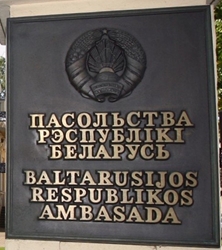 ПАСОЛЬСТВА
РЭСПУБЛІКІ
БЕЛАРУСЬ
BALTARUSIJOS
RESPUBLIKOS
AMBASADA